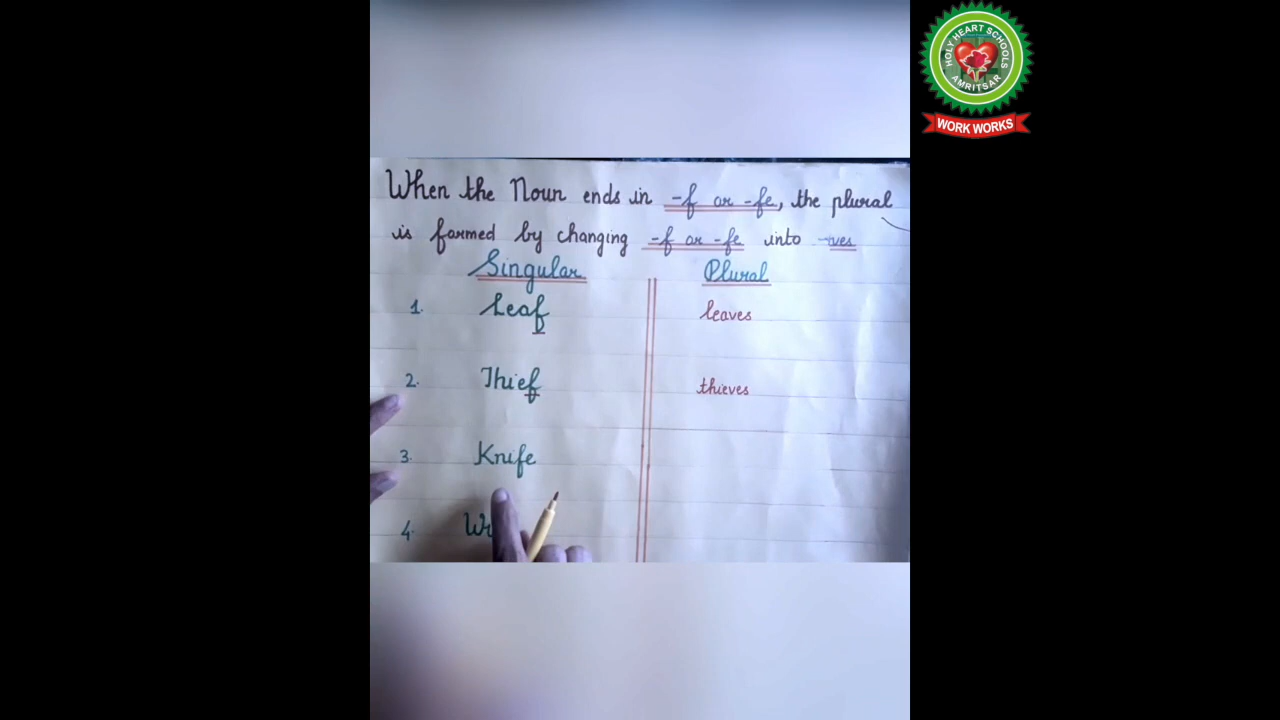 HOLY HEART SCHOOLS
AMRITSAR
WORK WORKS
When the Noun ends in -f or -fe, the plural
is formed by changing -f or -fe into -ves
Singular Plural
1. Leaf leaves
2. Thief thieves
3. Knife
4.